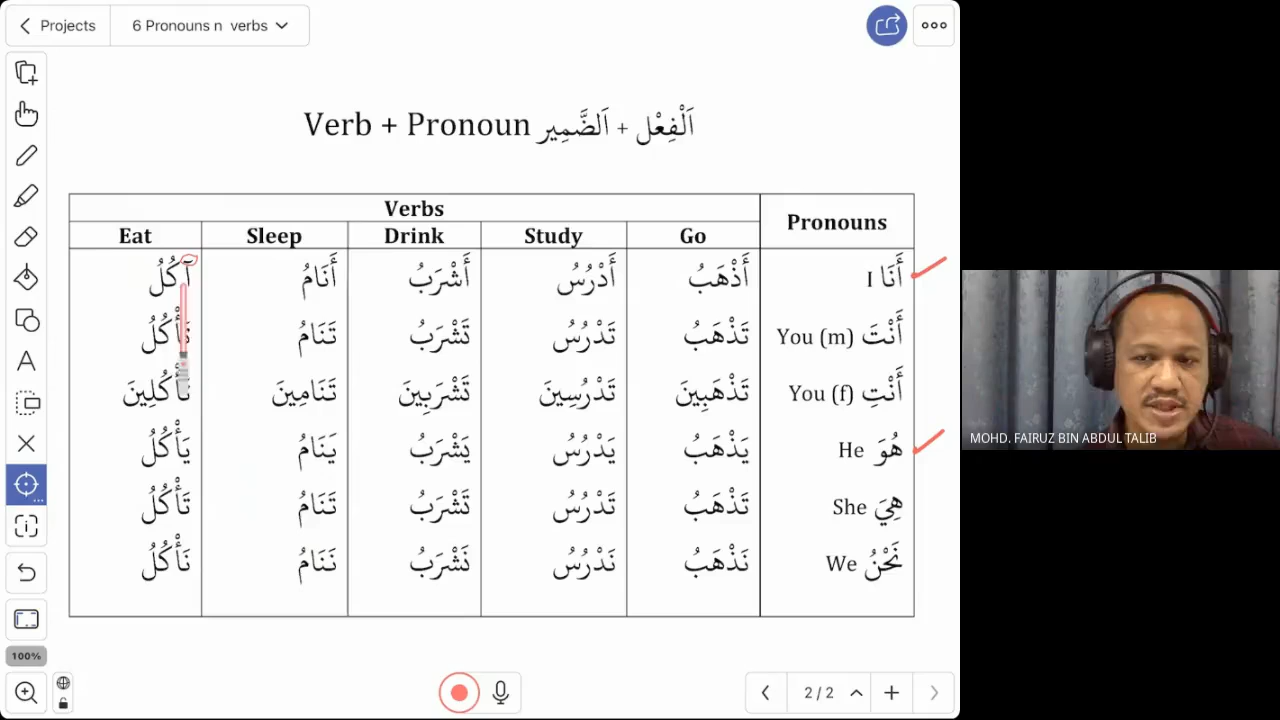 Projects
6 Pronouns n verbs
Verb + Pronoun اَلْفِعْل + اَلضَّمِير
Verbs
Pronouns
Eat Sleep Drink Study Go
آكُلُ أَنَامُ أَشْرَبُ أَدْرُسُ أَذْهَبُ I أَنَا
تَأْكُلُ تَنَامُ تَشْرَبُ تَدْرُسُ تَذْهَبُ You (m) أَنْتَ
تَأْكُلِينَ تَنَامِينَ تَشْرَبِينَ تَدْرُسِينَ تَذْهَبِينَ You (f) أَنْتِ
يَأْكُلُ يَنَامُ يَشْرَبُ يَدْرُسُ يَذْهَبُ He هُوَ
تَأْكُلُ تَنَامُ تَشْرَبُ تَدْرُسُ تَذْهَبُ She هِيَ
نَأْكُلُ نَنَامُ نَشْرَبُ نَدْرُسُ نَذْهَبُ We نَحْنُ
100%
2 / 2
MOHD. FAIRUZ BIN ABDUL TALIB